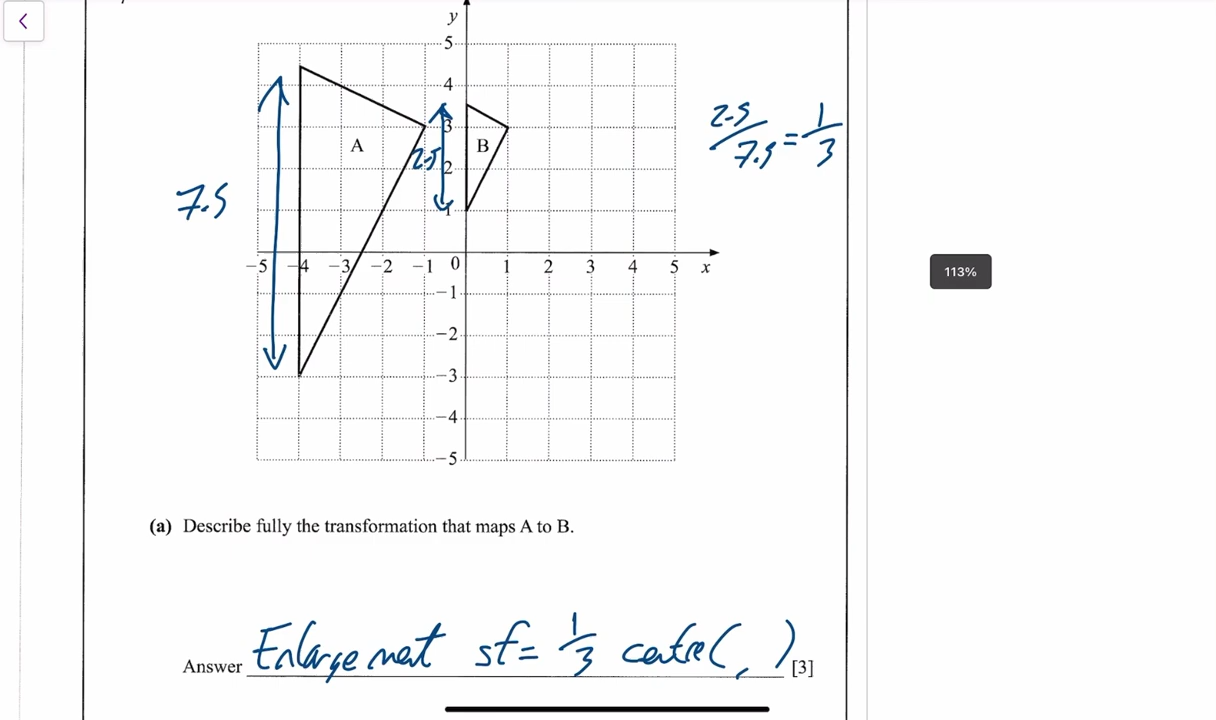 y
5
4
3
2
1
A
B
2.5
7.5
2.5/7.5 = 1/3
-5 -4 -3 -2 -1 0 1 2 3 4 5 x
-1
-2
-3
-4
-5
113%
(a) Describe fully the transformation that maps A to B.
Answer Enlargement sf = 1/3 centre ( , ) [3]